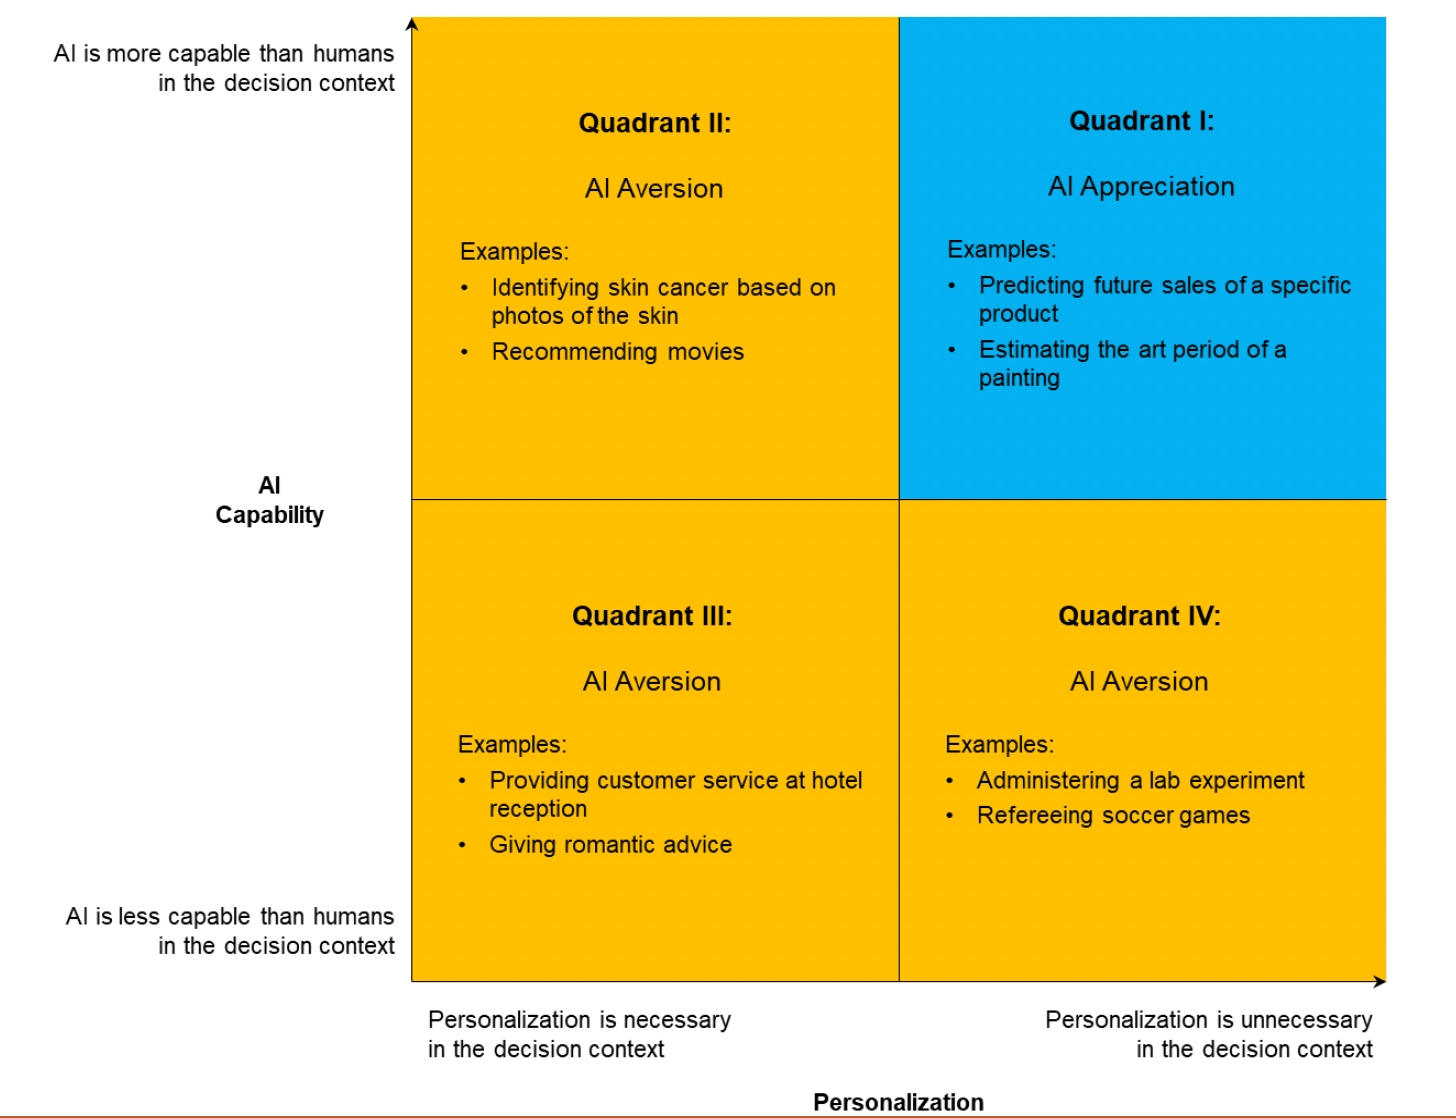 AI is more capable than humans
in the decision context
Quadrant II:
AI Aversion
Examples:
• Identifying skin cancer based on
photos of the skin
• Recommending movies
Quadrant I:
AI Appreciation
Examples:
• Predicting future sales of a specific
product
• Estimating the art period of a
painting
AI
Capability
Quadrant III:
AI Aversion
Examples:
• Providing customer service at hotel
reception
• Giving romantic advice
Quadrant IV:
AI Aversion
Examples:
• Administering a lab experiment
• Refereeing soccer games
AI is less capable than humans
in the decision context
Personalization is necessary
in the decision context
Personalization is unnecessary
in the decision context
Personalization